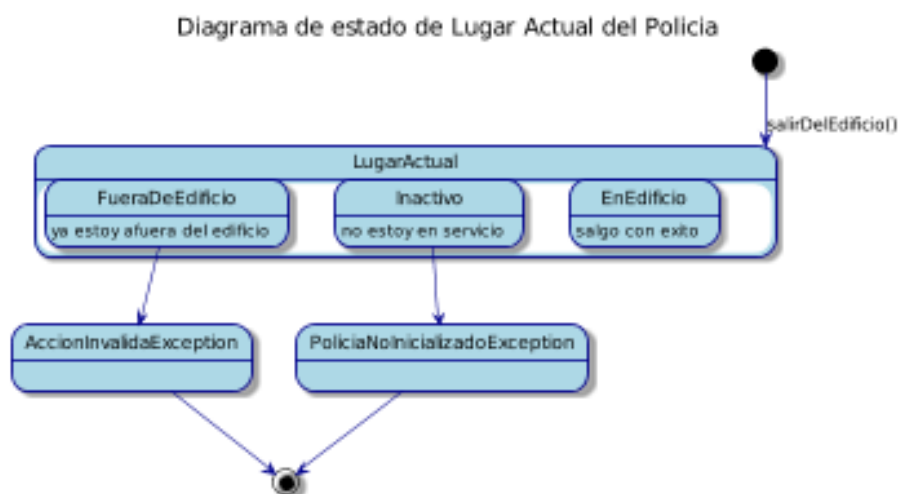 Diagrama de estado de Lugar Actual del Policia
salirDelEdificio()
LugarActual
FueraDeEdificio
ya estoy afuera del edificio
Inactivo
no estoy en servicio
EnEdificio
salgo con exito
AccionInvalidaException
PoliciaNoInicializadoException